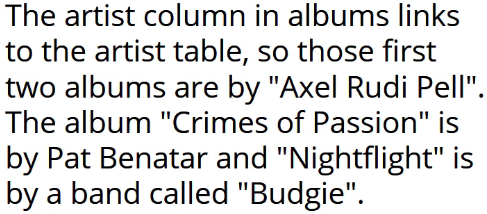 The artist column in albums links
to the artist table, so those first
two albums are by "Axel Rudi Pell".
The album "Crimes of Passion" is
by Pat Benatar and "Nightflight" is
by a band called "Budgie".